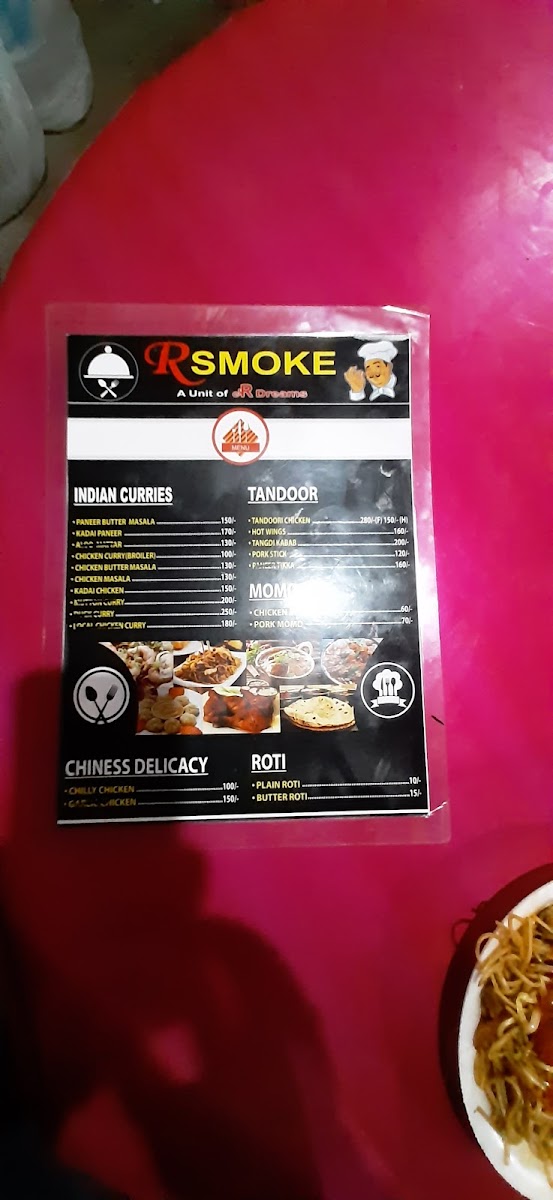 RSMOKE
A Unit of eR Dreams
MENU
INDIAN CURRIES
• PANEER BUTTER MASALA 150/-
• KADAI PANEER 170/-
• ALOO MATTAR 130/-
• CHICKEN CURRY(BROILER) 100/-
• CHICKEN BUTTER MASALA 130/-
• CHICKEN MASALA 130/-
• KADAI CHICKEN 150/-
• MUTTON CURRY 200/-
• DUCK CURRY 250/-
• LOCAL CHICKEN CURRY 180/-
TANDOOR
• TANDOORI CHICKEN 280/-(F) 150/- (H)
• HOT WINGS 160/-
• TANGDI KABAB 200/-
• PORK STICK 120/-
• PANEER TIKKA 160/-
MOMO
• CHICKEN 60/-
• PORK MOMO 70/-
CHINESS DELICACY
• CHILLY CHICKEN 100/-
• GARLIC CHICKEN 150/-
ROTI
• PLAIN ROTI 10/-
• BUTTER ROTI 15/-